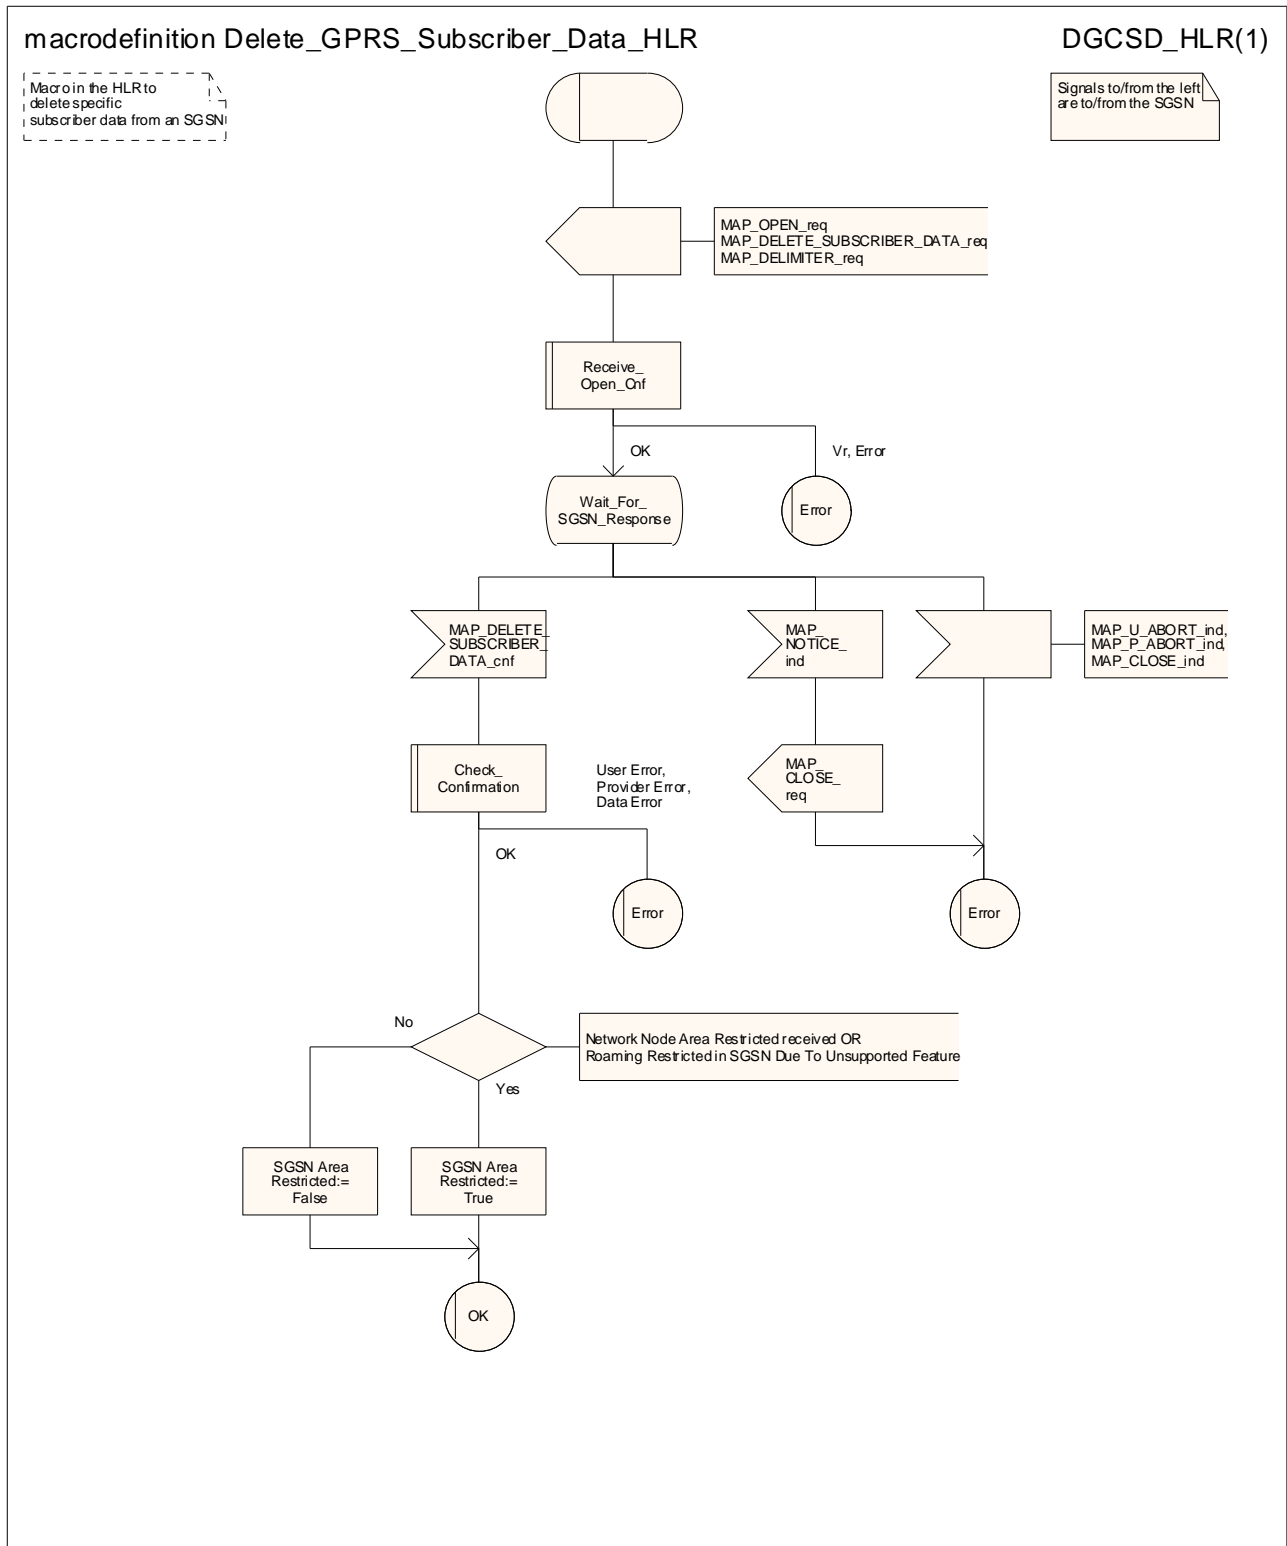 macrodefinition Delete_GPRS_Subscriber_Data_HLR
DGCSD_HLR(1)
Macro in the HLR to
delete specific
subscriber data from an SGSN
Signals to/from the left
are to/from the SGSN
MAP_OPEN_req
MAP_DELETE_SUBSCRIBER_DATA_req
MAP_DELIMITER_req
Receive_
Open_Cnf
OK
Vr, Error
Wait_For_
SGSN_Response
Error
MAP_DELETE_
SUBSCRIBER_
DATA_cnf
MAP_
NOTICE_
ind
MAP_U_ABORT_ind,
MAP_P_ABORT_ind,
MAP_CLOSE_ind
Check_
Confirmation
User Error,
Provider Error,
Data Error
MAP_
CLOSE_
req
OK
Error
Error
No
Network Node Area Restricted received OR
Roaming Restricted in SGSN Due To Unsupported Feature
Yes
SGSN Area
Restricted:=
False
SGSN Area
Restricted:=
True
OK